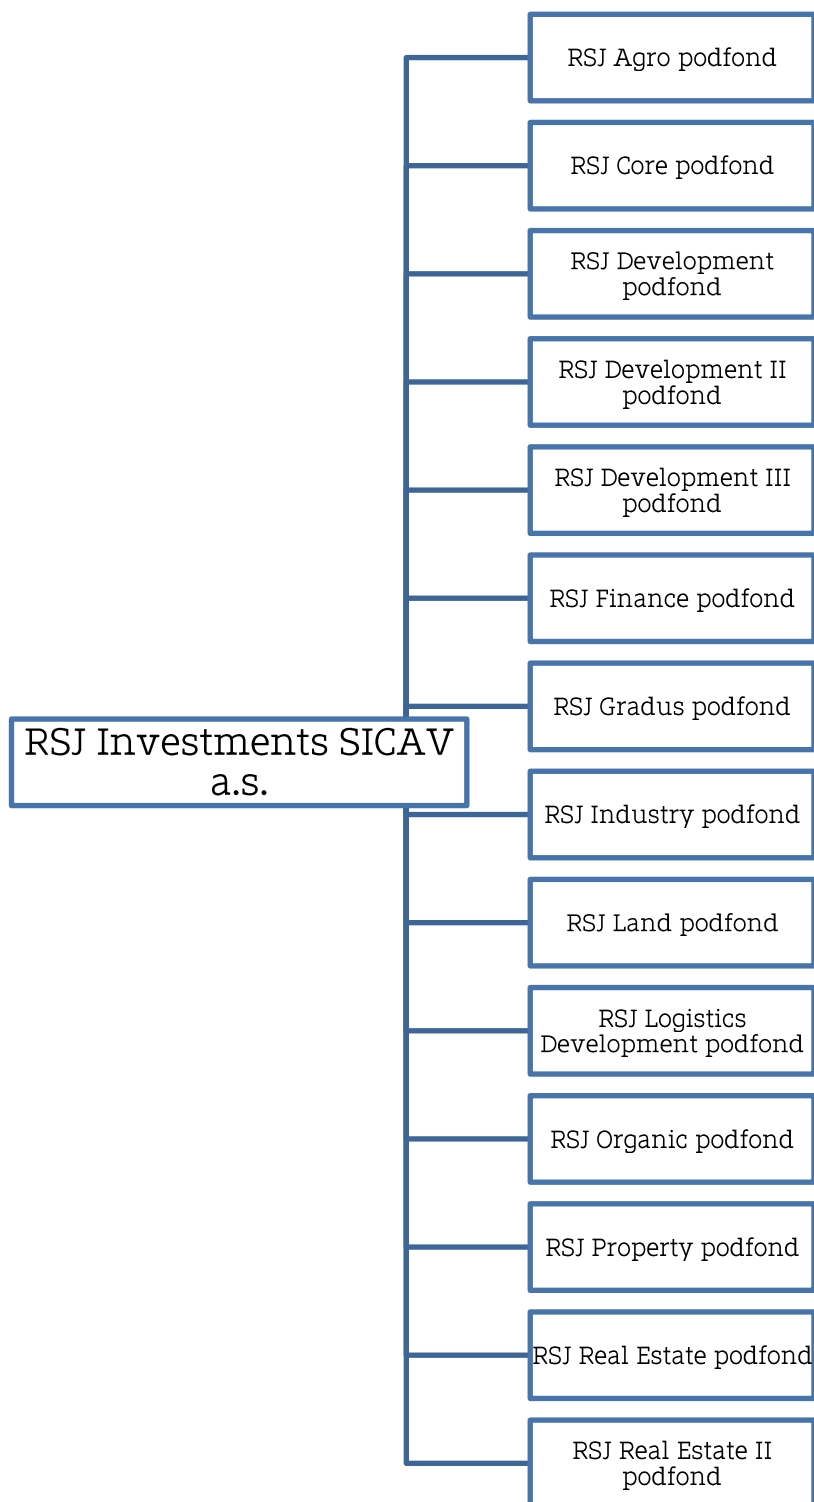 RSJ Agro podfond
RSJ Core podfond
RSJ Development
podfond
RSJ Development II
podfond
RSJ Development III
podfond
RSJ Finance podfond
RSJ Gradus podfond
RSJ Investments SICAV
a.s.
RSJ Industry podfond
RSJ Land podfond
RSJ Logistics
Development podfond
RSJ Organic podfond
RSJ Property podfond
RSJ Real Estate podfond
RSJ Real Estate II
podfond